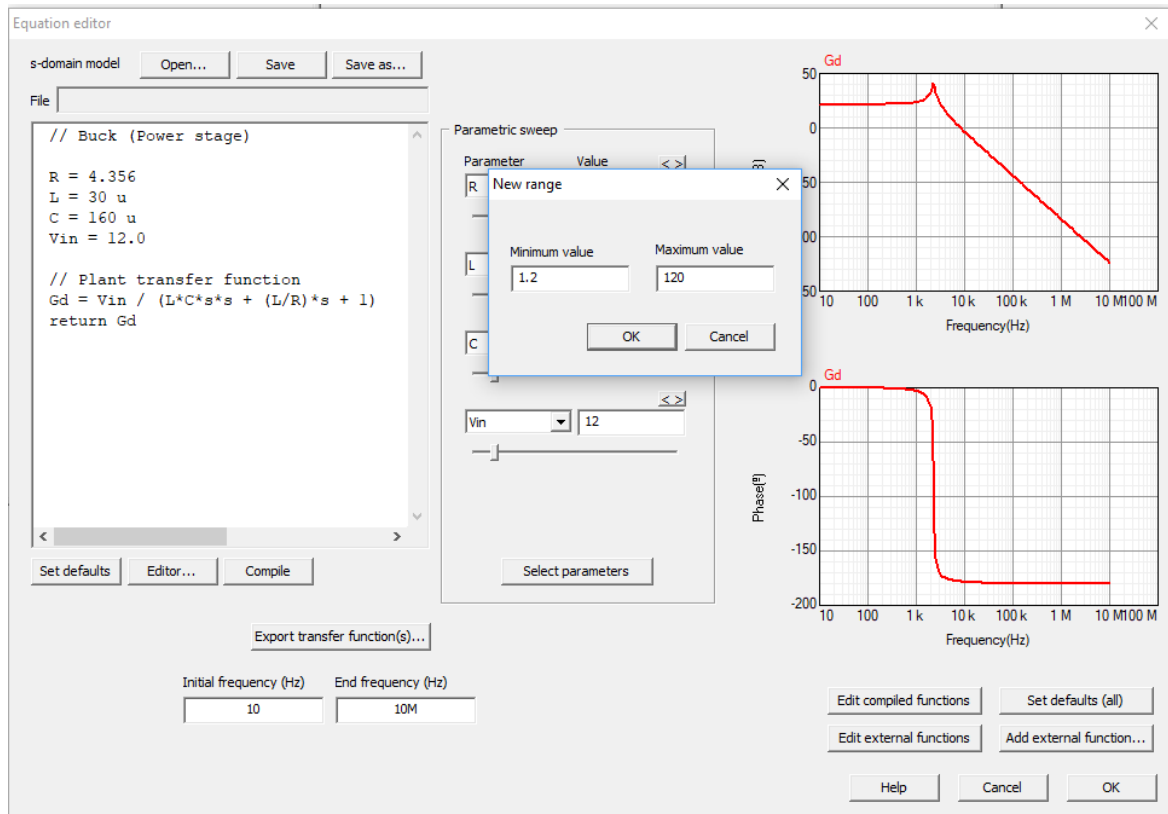 Equation editor
s-domain model Open... Save Save as...
File
// Buck (Power stage)
R = 4.356
L = 30 u
C = 160 u
Vin = 12.0
// Plant transfer function
Gd = Vin / (L*C*s*s + (L/R)*s + 1)
return Gd
Set defaults Editor... Compile
Export transfer function(s)...
Initial frequency (Hz) End frequency (Hz)
10 10M
Parametric sweep
Parameter Value < >
R
L
C
< >
Vin 12
Select parameters
New range
Minimum value Maximum value
1.2 120
OK Cancel
Gd
50
0
50
00
50
10 100 1 k 10 k 100 k 1 M 10 M 100 M
Frequency(Hz)
Gd
0
-50
-100
-150
-200
Phase(º)
10 100 1 k 10 k 100 k 1 M 10 M 100 M
Frequency(Hz)
Edit compiled functions Set defaults (all)
Edit external functions Add external function...
Help Cancel OK